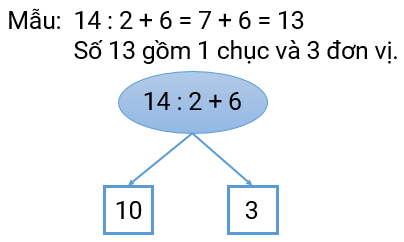 Mẫu: 14 : 2 + 6 = 7 + 6 = 13
Số 13 gồm 1 chục và 3 đơn vị.
14 : 2 + 6
10 3